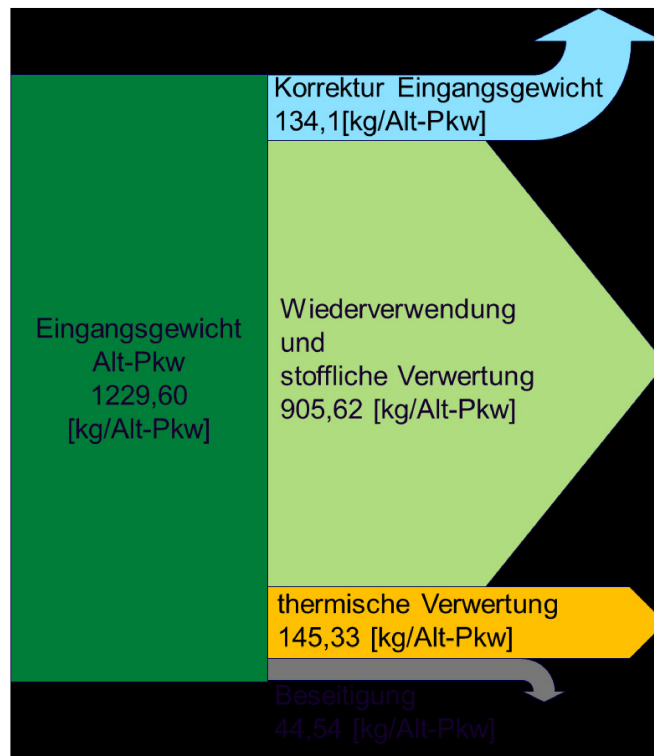 Korrektur Eingangsgewicht
134,1[kg/Alt-Pkw]
Eingangsgewicht
Alt-Pkw
1229,60
[kg/Alt-Pkw]
Wiederverwendung
und
stoffliche Verwertung
905,62 [kg/Alt-Pkw]
thermische Verwertung
145,33 [kg/Alt-Pkw]
Beseitigung
44,54 [kg/Alt-Pkw]